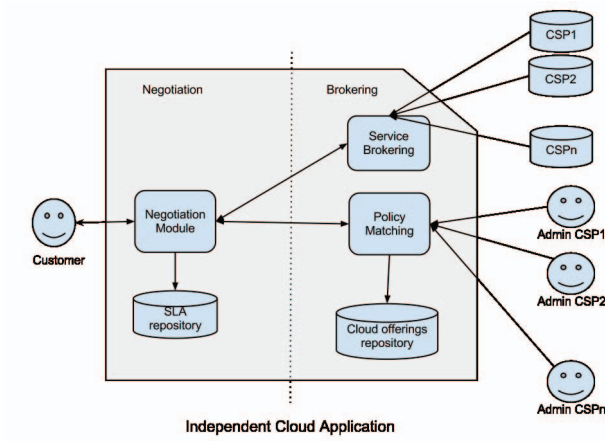 CSP1
CSP2
CSPn
Negotiation
Brokering
Service
Brokering
Negotiation
Module
Policy
Matching
Customer
Admin CSP1
Admin CSP2
SLA
repository
Cloud offerings
repository
Admin CSPn
Independent Cloud Application